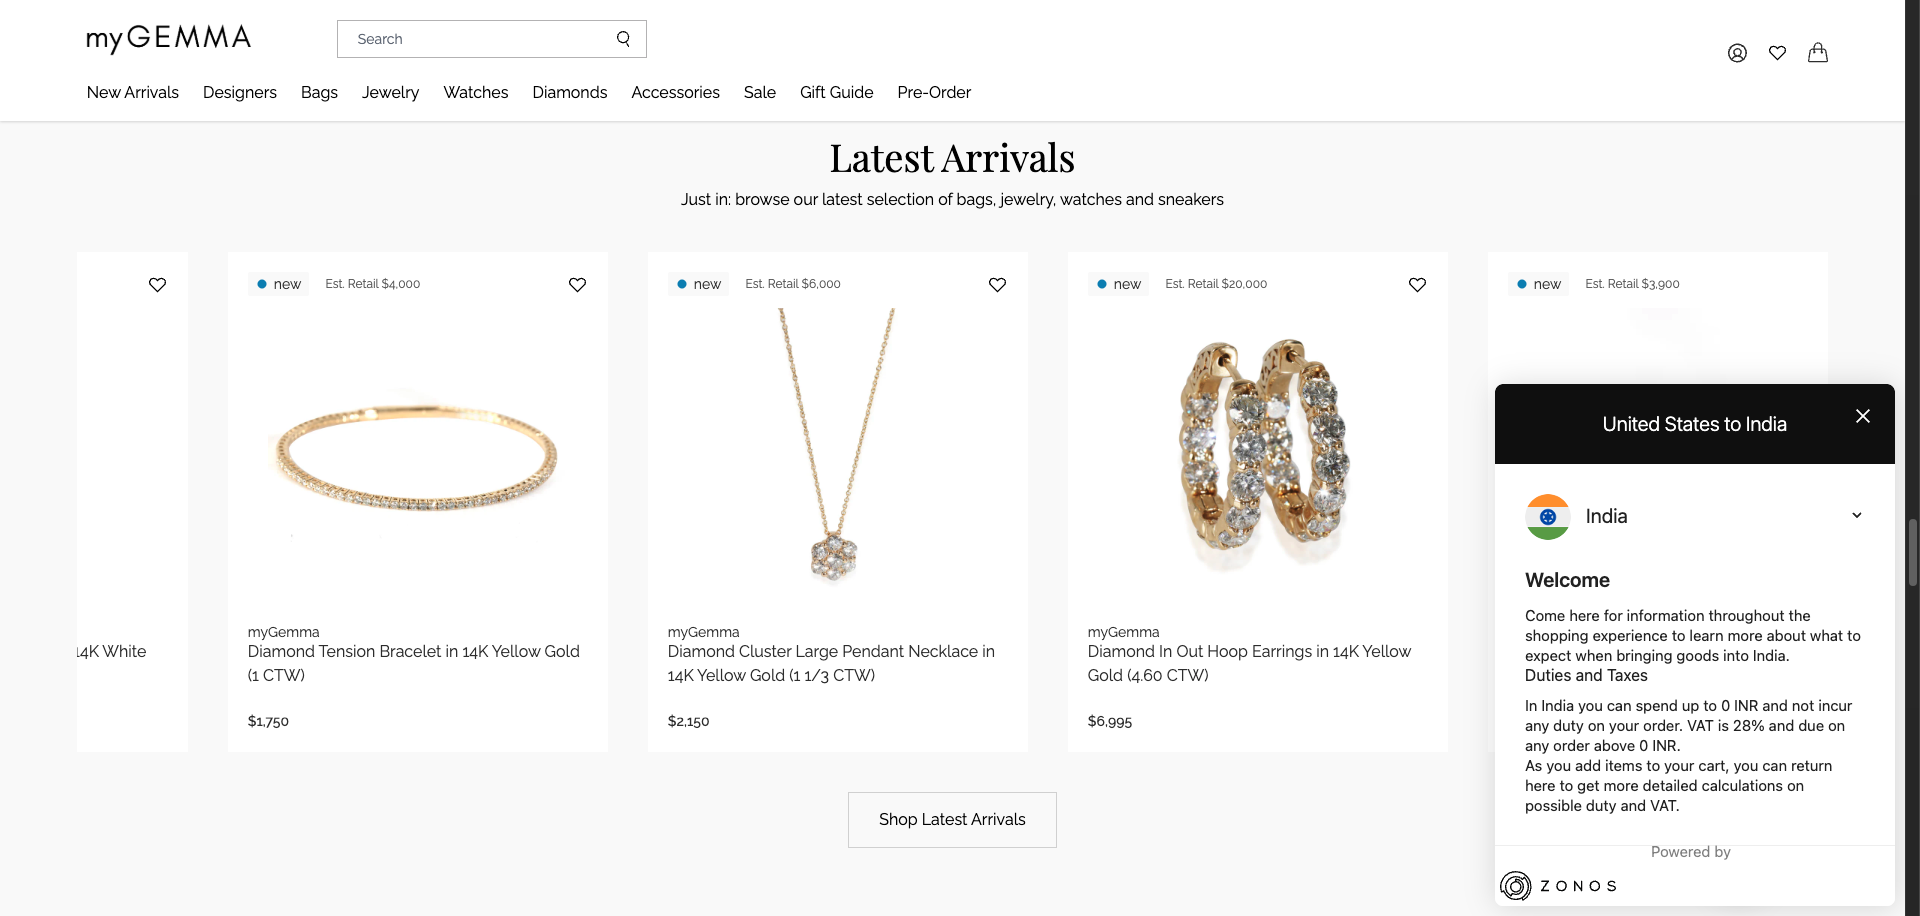 myGEMMA
Search
New Arrivals Designers Bags Jewelry Watches Diamonds Accessories Sale Gift Guide Pre-Order
Latest Arrivals
Just in: browse our latest selection of bags, jewelry, watches and sneakers
new Est. Retail $4,000
new Est. Retail $6,000
new Est. Retail $20,000
new Est. Retail $3,900
14K White
myGemma
Diamond Tension Bracelet in 14K Yellow Gold
(1 CTW)
$1,750
myGemma
Diamond Cluster Large Pendant Necklace in
14K Yellow Gold (1 1/3 CTW)
$2,150
myGemma
Diamond In Out Hoop Earrings in 14K Yellow
Gold (4.60 CTW)
$6,995
Shop Latest Arrivals
United States to India
India
Welcome
Come here for information throughout the
shopping experience to learn more about what to
expect when bringing goods into India.
Duties and Taxes
In India you can spend up to 0 INR and not incur
any duty on your order. VAT is 28% and due on
any order above 0 INR.
As you add items to your cart, you can return
here to get more detailed calculations on
possible duty and VAT.
Powered by
ZONOS